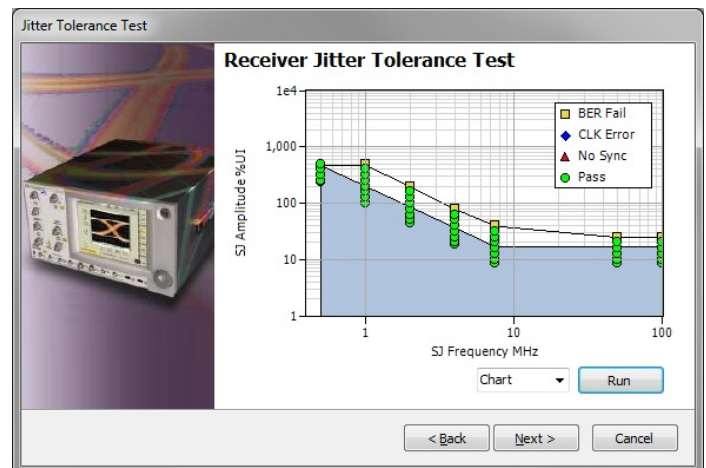 Jitter Tolerance Test
Receiver Jitter Tolerance Test
1e4
1,000
100
10
1
SJ Amplitude %UI
BER Fail
CLK Error
No Sync
Pass
1
10
100
SJ Frequency MHz
Chart
Run
< Back
Next >
Cancel